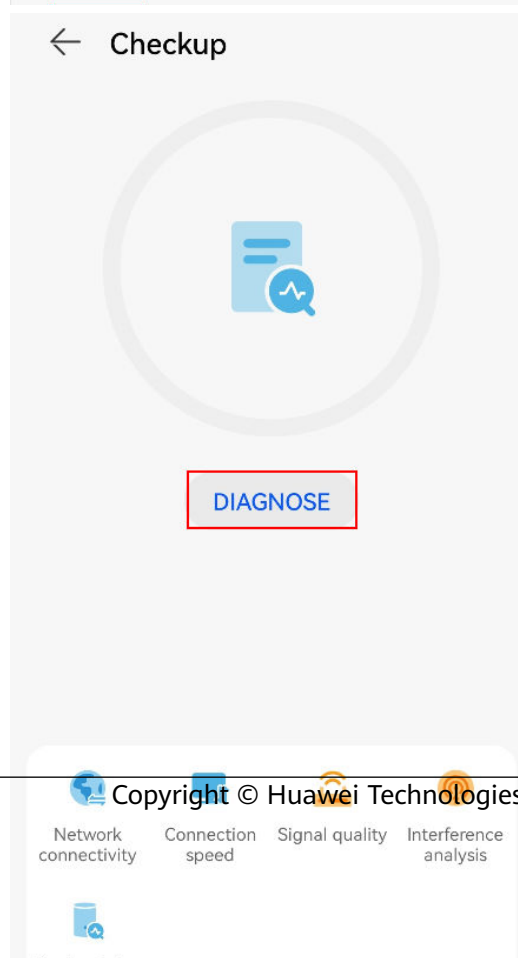 Checkup
DIAGNOSE
Copyright © Huawei Technologies
Network
connectivity
Connection
speed
Signal quality
Interference
analysis